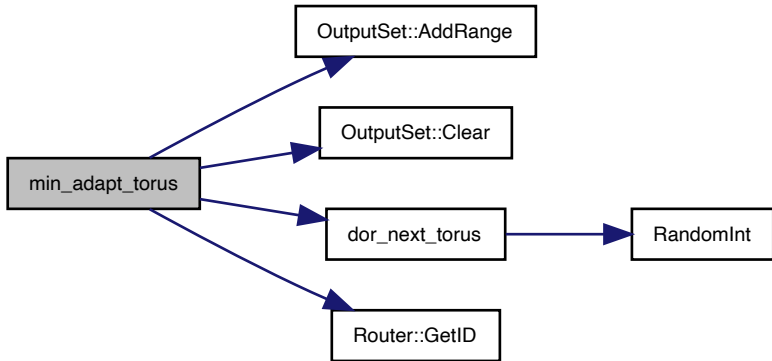 OutputSet::AddRange
OutputSet::Clear
min_adapt_torus
dor_next_torus
RandomInt
Router::GetID